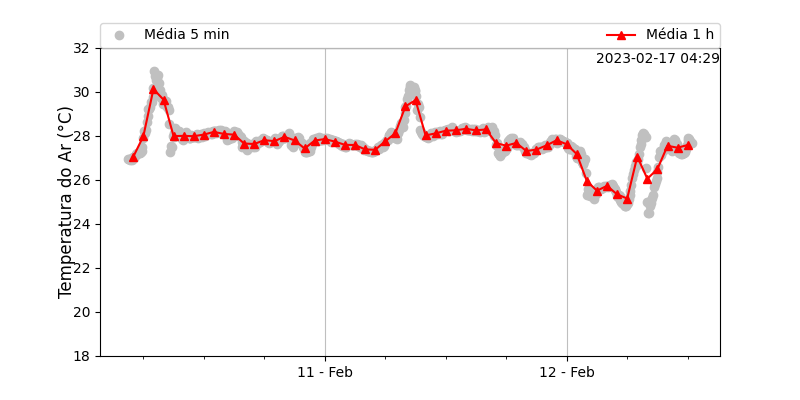 Média 5 min
Média 1 h
2023-02-17 04:29
Temperatura do Ar (°C)
32
30
28
26
24
22
20
18
11 - Feb
12 - Feb